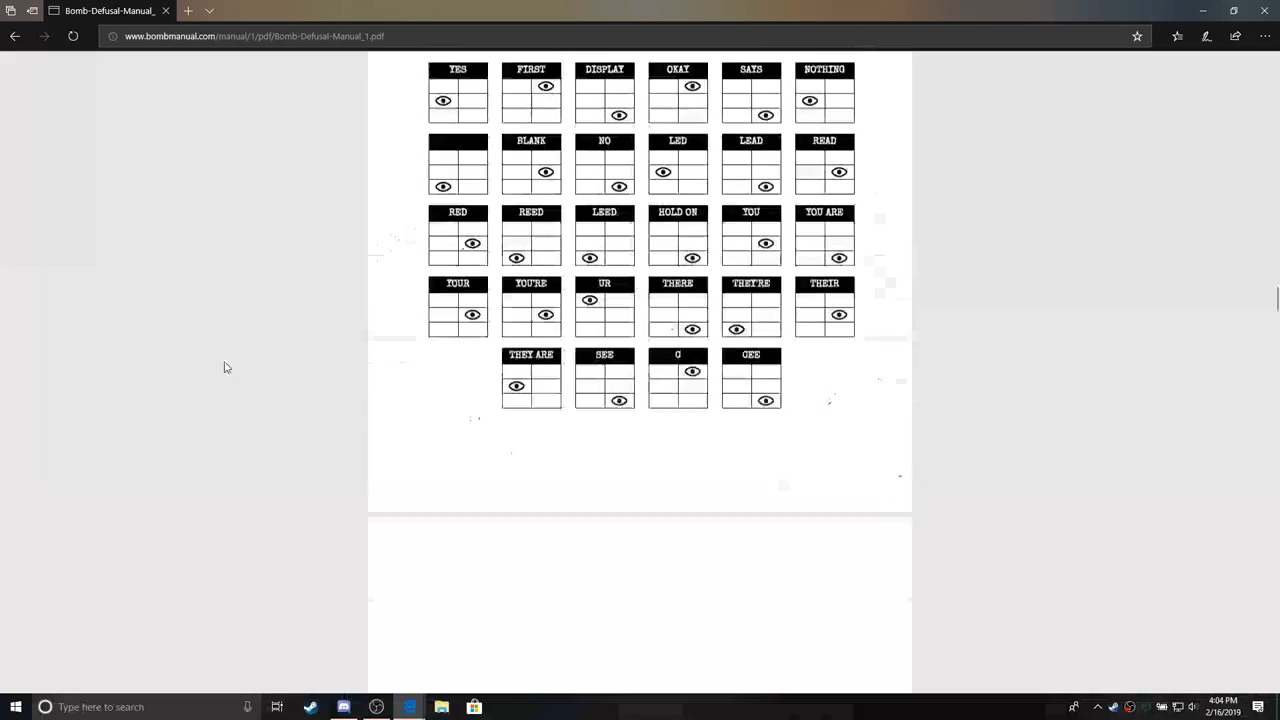 Bomb-Defusal-Manual_
www.bombmanual.com/manual/1/pdf/Bomb-Defusal-Manual_1.pdf
YES FIRST DISPLAY OKAY SAYS NOTHING
BLANK NO LED LEAD READ
RED REED LEED HOLD ON YOU YOU ARE
YOUR YOU'RE UR THERE THEY'RE THEIR
THEY ARE SEE C CEE
Type here to search
4:04 PM
2/16/2019